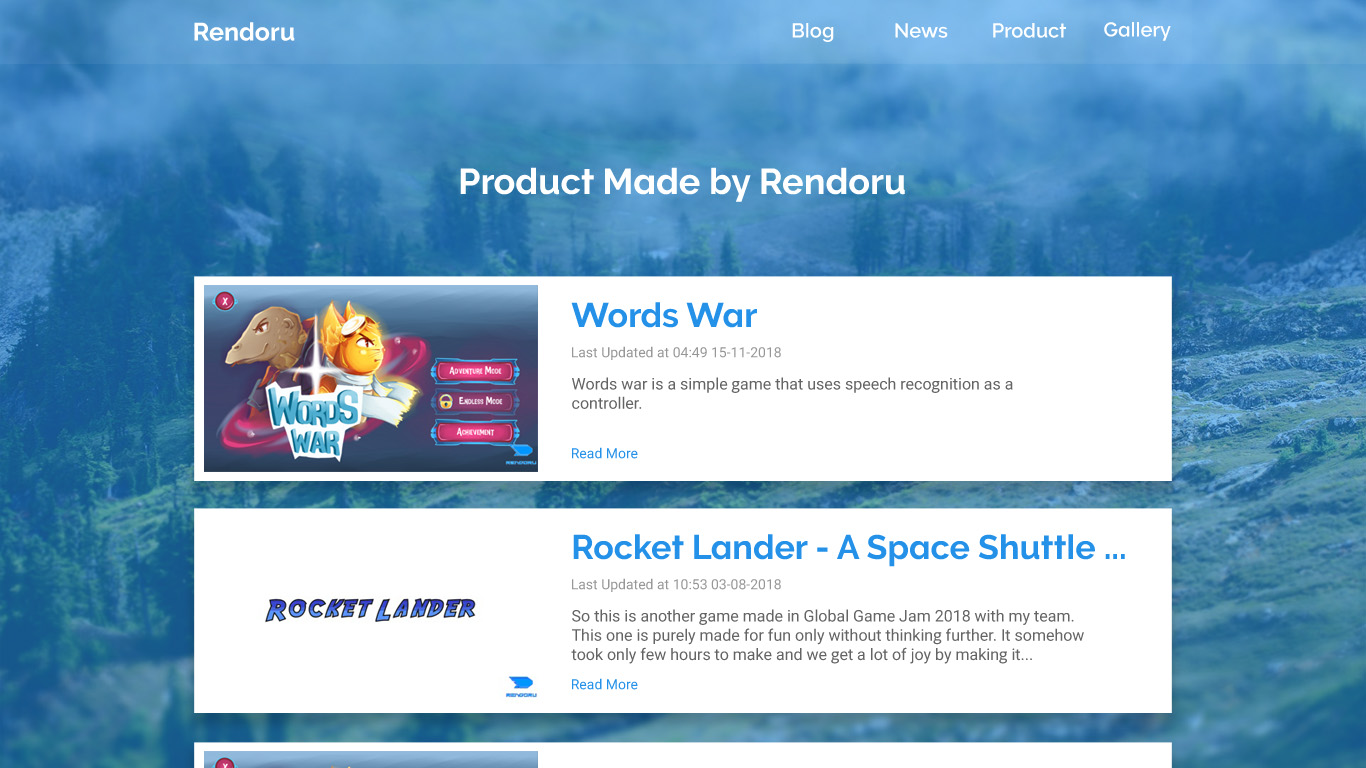 Rendoru
Blog
News
Product
Gallery
Product Made by Rendoru
X
WORDS
WAR
ADVENTURE MODE
ENDLESS MODE
ACHIEVEMENT
RENDORU
Words War
Last Updated at 04:49 15-11-2018
Words war is a simple game that uses speech recognition as a
controller.
Read More
ROCKET LANDER
RENDORU
Rocket Lander - A Space Shuttle ...
Last Updated at 10:53 03-08-2018
So this is another game made in Global Game Jam 2018 with my team.
This one is purely made for fun only without thinking further. It somehow
took only few hours to make and we get a lot of joy by making it...
Read More
X